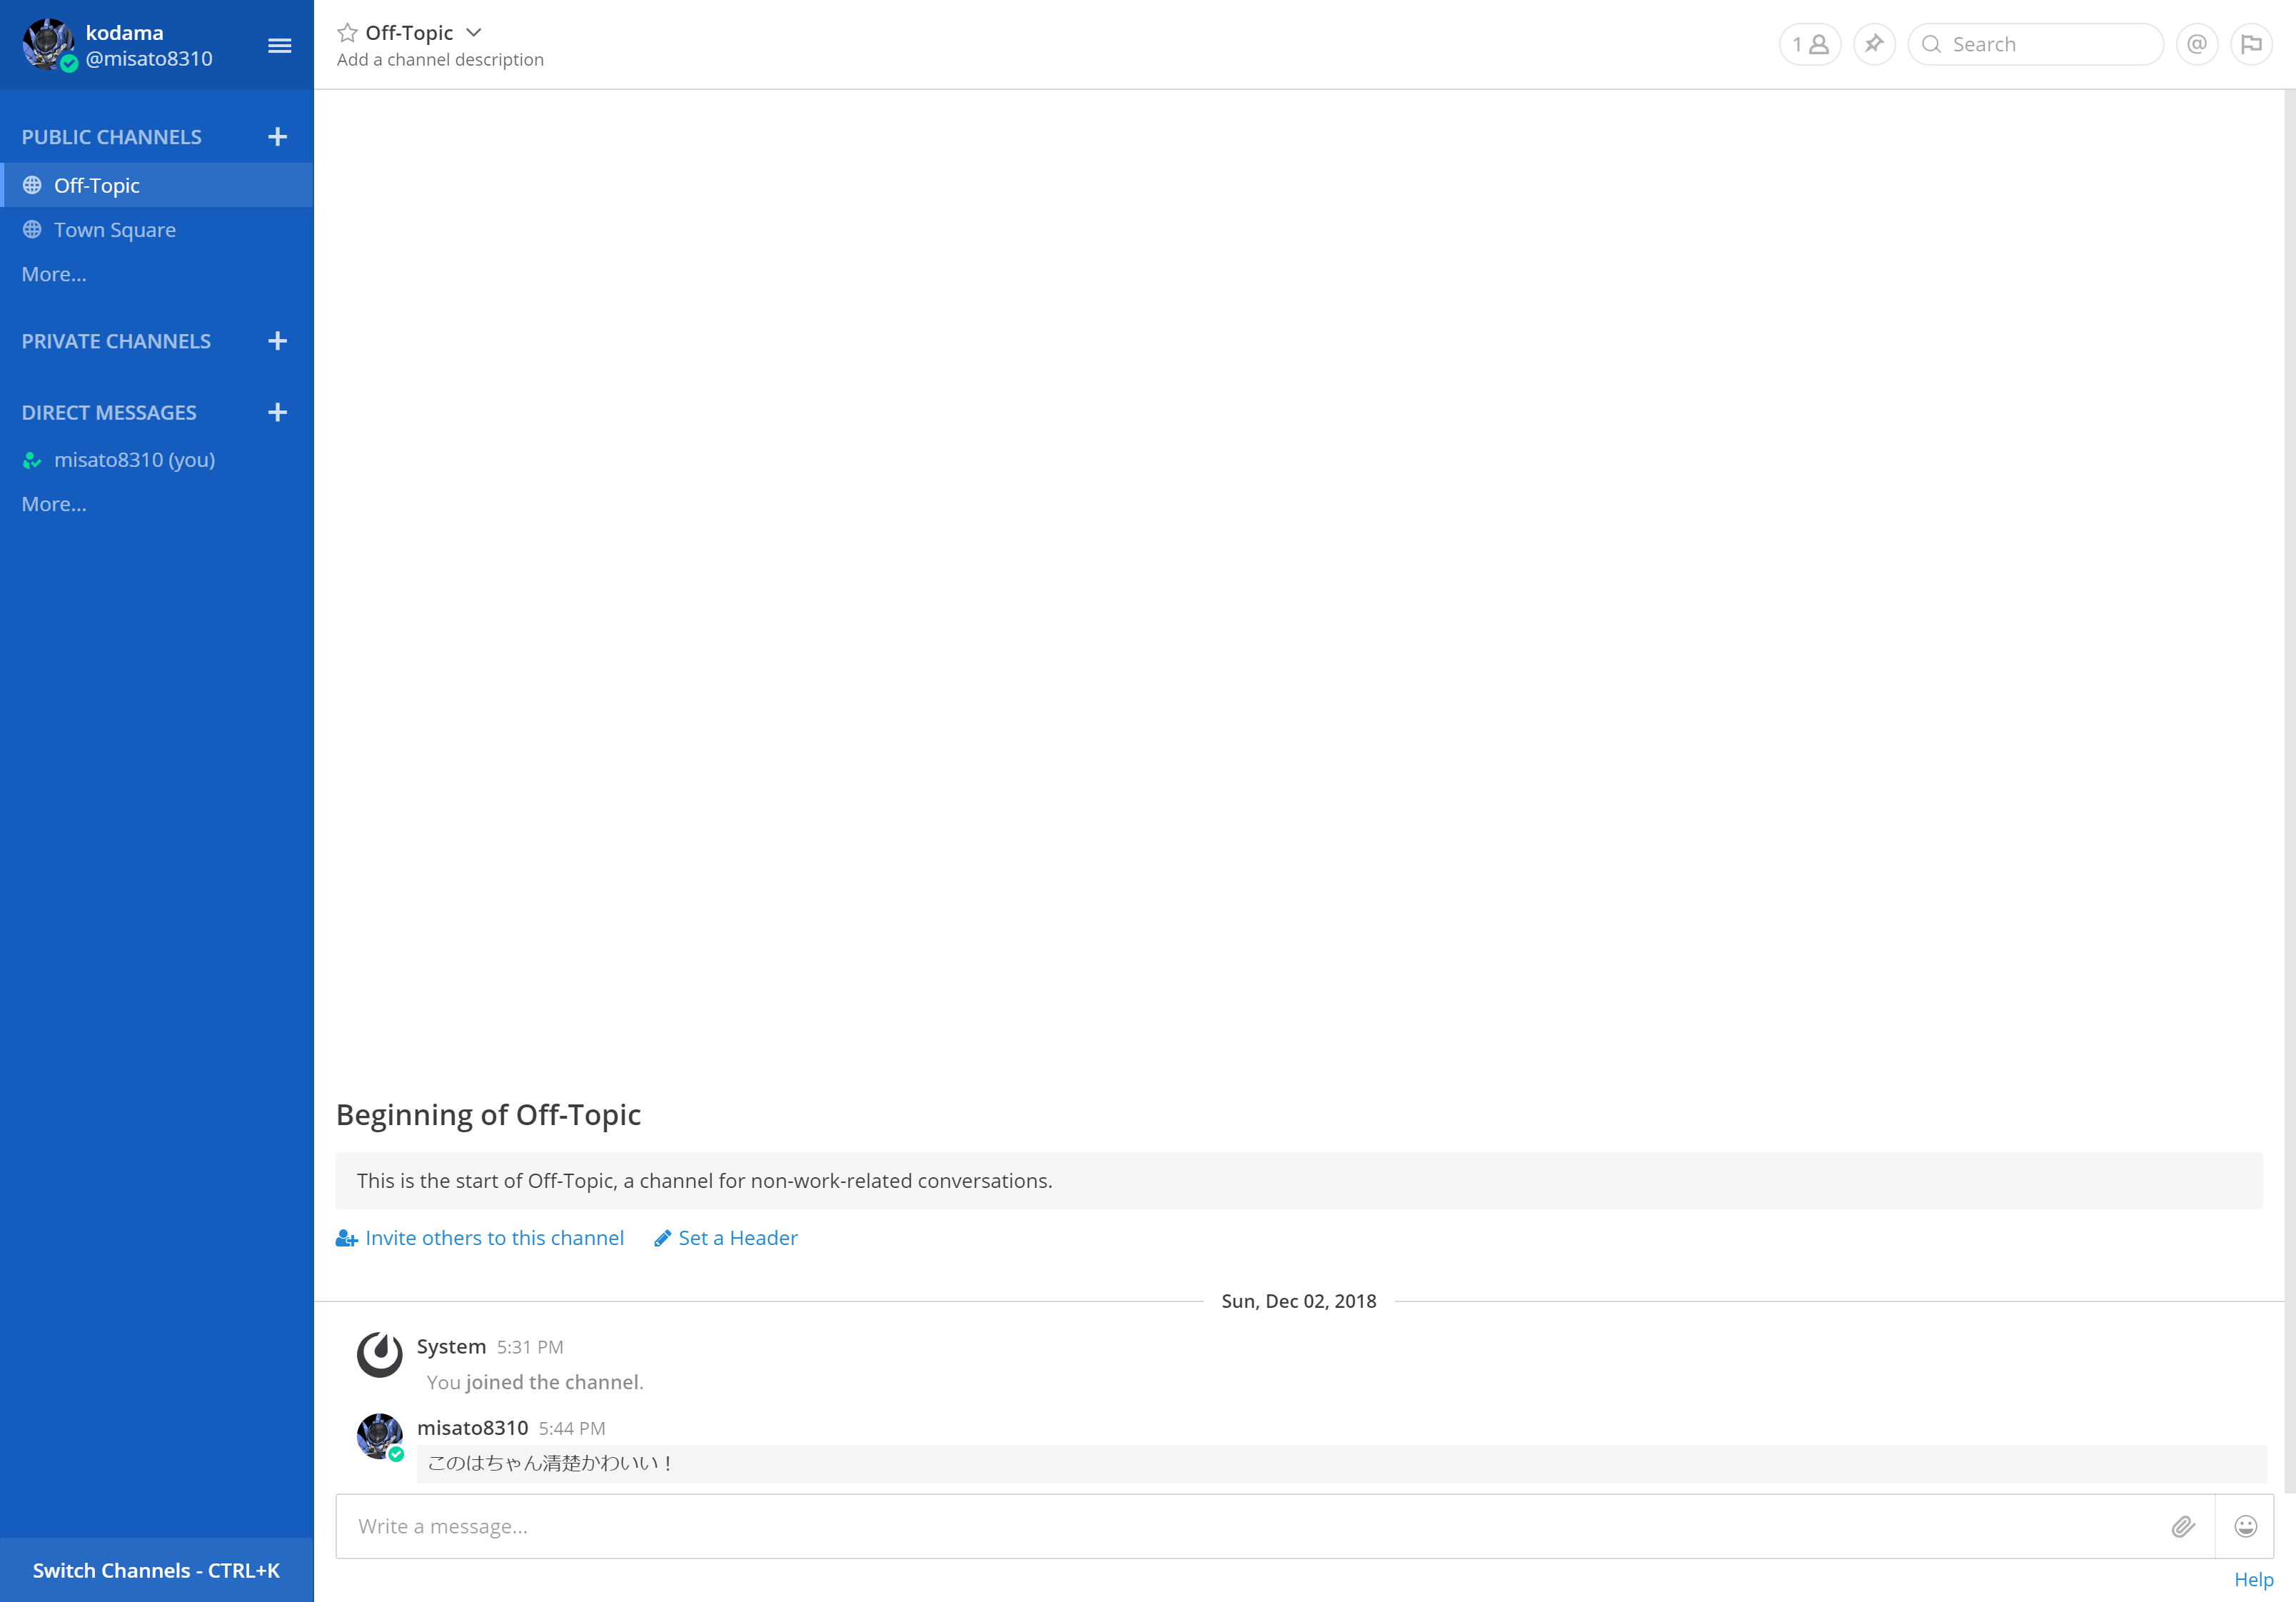 kodama
@misato8310
PUBLIC CHANNELS
Off-Topic
Town Square
More...
PRIVATE CHANNELS
DIRECT MESSAGES
misato8310 (you)
More...
Switch Channels - CTRL+K
Off-Topic
Add a channel description
1
Search
@
Beginning of Off-Topic
This is the start of Off-Topic, a channel for non-work-related conversations.
Invite others to this channel
Set a Header
Sun, Dec 02, 2018
System 5:31 PM
You joined the channel.
misato8310 5:44 PM
このはちゃん清楚かわいい！
Write a message...
Help